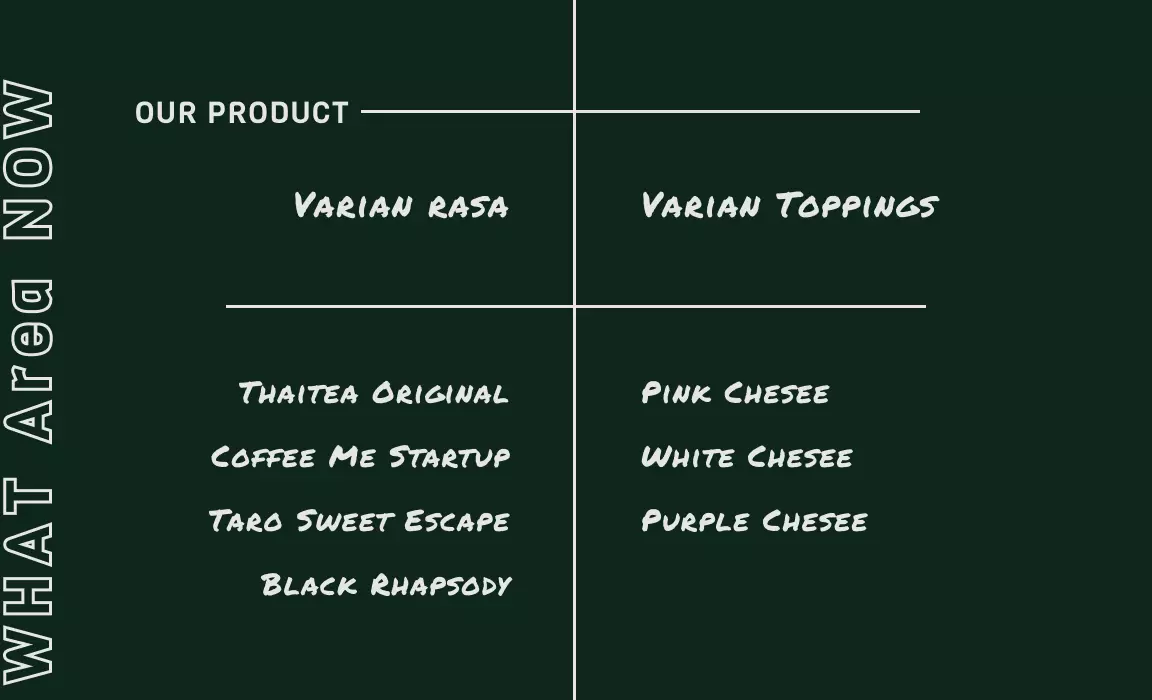 WHAT Area NOW
OUR PRODUCT
VARIAN RASA
VARIAN TOPPINGS
THAITEA ORIGINAL
COFFEE ME STARTUP
TARO SWEET ESCAPE
BLACK RHAPSODY
PINK CHESEE
WHITE CHESEE
PURPLE CHESEE